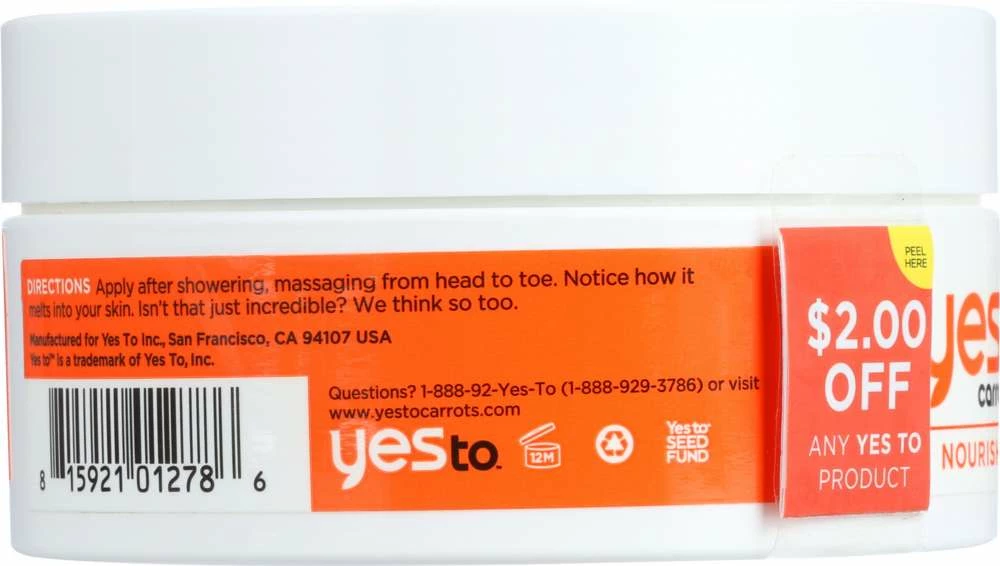 DIRECTIONS Apply after showering, massaging from head to toe. Notice how it
melts into your skin. Isn't that just incredible? We think so too.
Manufactured for Yes To Inc., San Francisco, CA 94107 USA
Yes to™ is a trademark of Yes To, Inc.
Questions? 1-888-92-Yes-To (1-888-929-3786) or visit
www.yestocarrots.com
8 15921 01278 6
yes to™
12M
Yes to®
SEED
FUND
PEEL
HERE
$2.00
OFF
ANY YES TO
PRODUCT
yes
carr
NOURISH